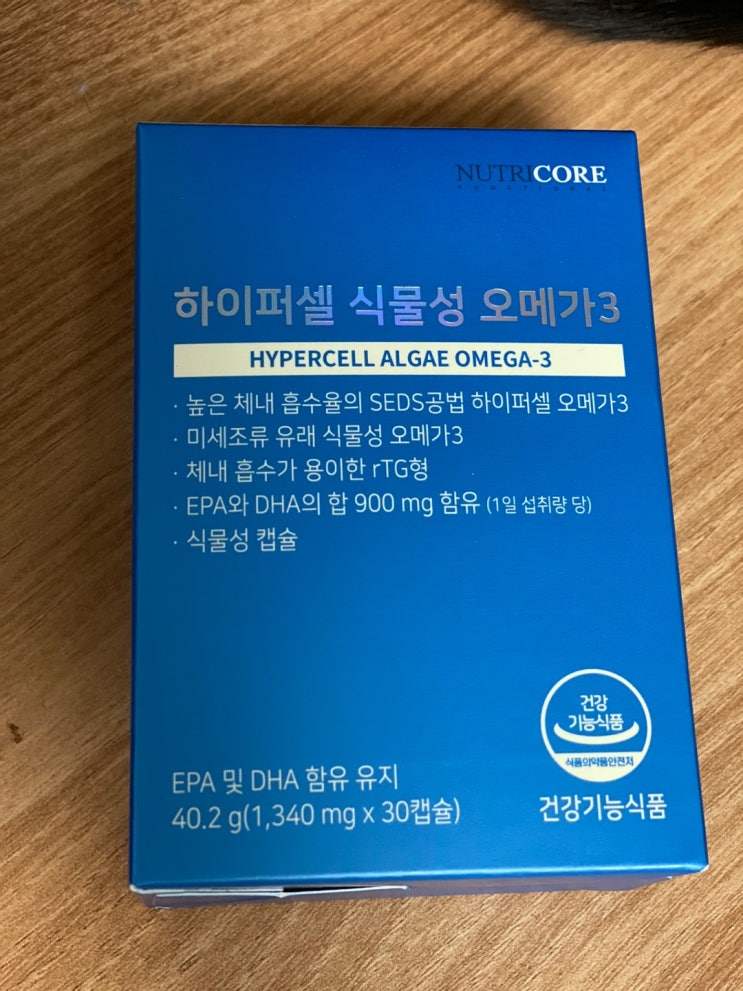 NUTRICORE
FUNCTIONAL
하이퍼셀 식물성 오메가3
HYPERCELL ALGAE OMEGA-3
· 높은 체내 흡수율의 SEDS공법 하이퍼셀 오메가3
· 미세조류 유래 식물성 오메가3
· 체내 흡수가 용이한 rTG형
· EPA와 DHA의 합 900 mg 함유 (1일 섭취량 당)
· 식물성 캡슐
건강
기능식품
식품의약품안전처
EPA 및 DHA 함유 유지
40.2 g(1,340 mg x 30캡슐)
건강기능식품